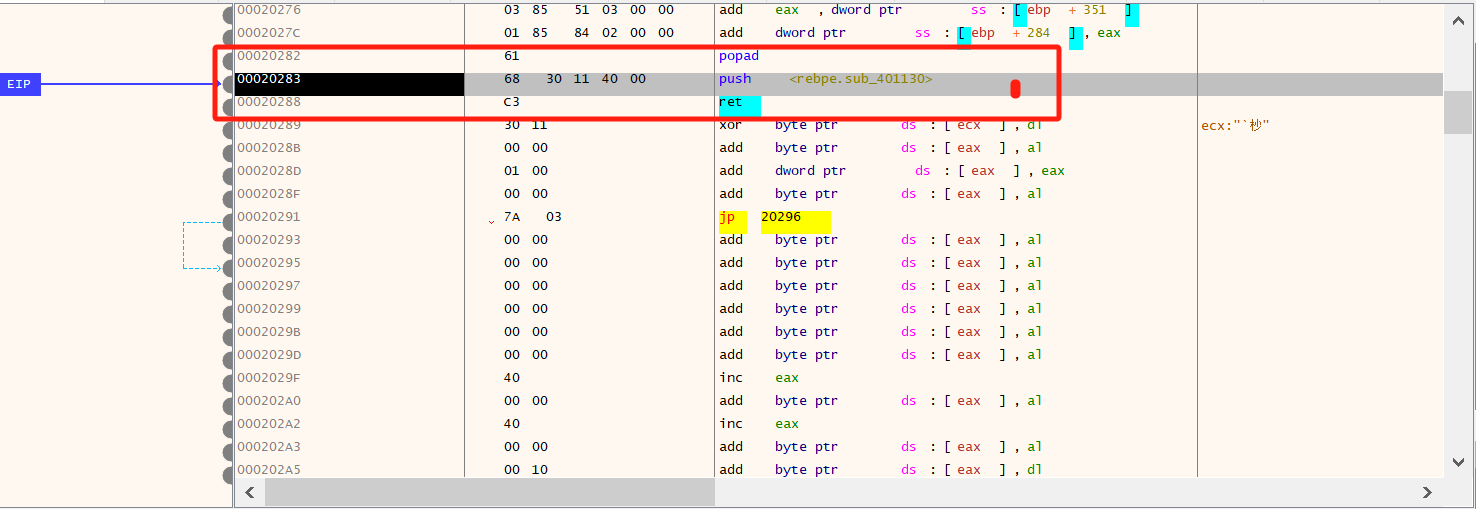 00020276 03 85 51 03 00 00 add eax , dword ptr ss : [ ebp + 351 ]
0002027C 01 85 84 02 00 00 add dword ptr ss : [ ebp + 284 ] , eax
00020282 61 popad
EIP 00020283 68 30 11 40 00 push <rebpe.sub_401130>
00020288 C3 ret
00020289 30 11 xor byte ptr ds : [ ecx ] , dl ecx:"`秒"
0002028B 00 00 add byte ptr ds : [ eax ] , al
0002028D 01 00 add dword ptr ds : [ eax ] , eax
0002028F 00 00 add byte ptr ds : [ eax ] , al
00020291 7A 03 jp 20296
00020293 00 00 add byte ptr ds : [ eax ] , al
00020295 00 00 add byte ptr ds : [ eax ] , al
00020297 00 00 add byte ptr ds : [ eax ] , al
00020299 00 00 add byte ptr ds : [ eax ] , al
0002029B 00 00 add byte ptr ds : [ eax ] , al
0002029D 00 00 add byte ptr ds : [ eax ] , al
0002029F 40 inc eax
000202A0 00 00 add byte ptr ds : [ eax ] , al
000202A2 40 inc eax
000202A3 00 00 add byte ptr ds : [ eax ] , al
000202A5 00 10 add byte ptr ds : [ eax ] , dl